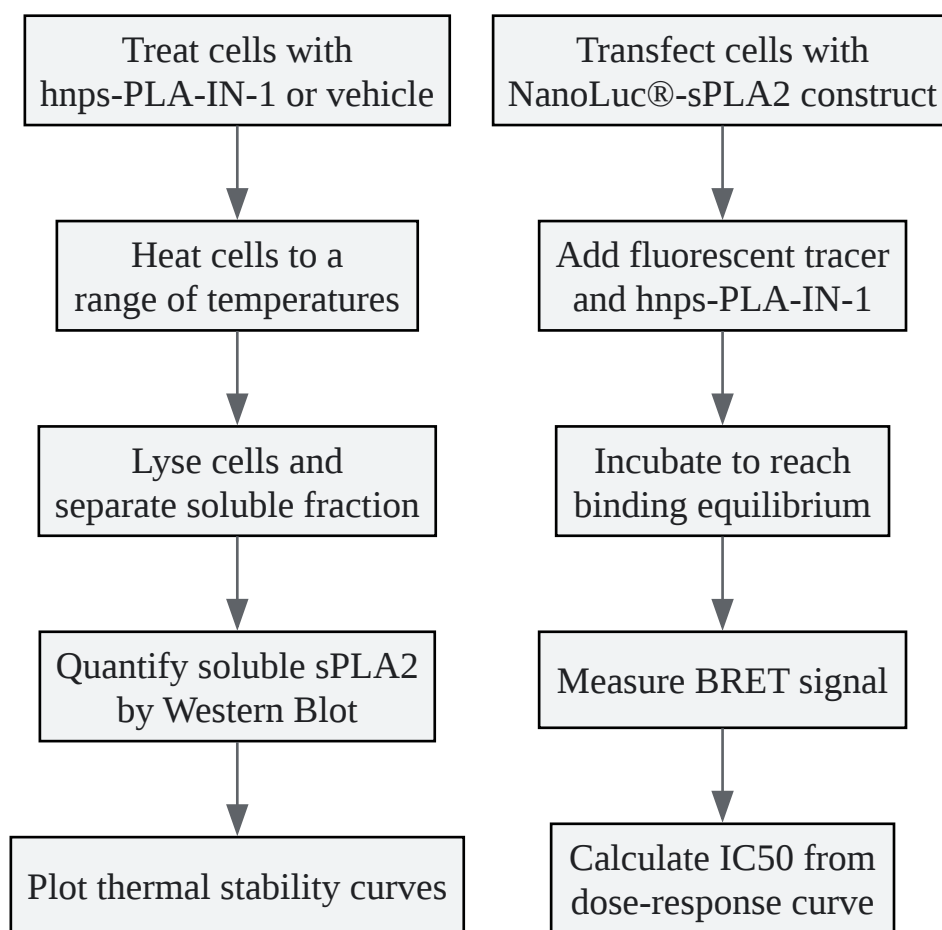 Treat cells with
hnps-PLA-IN-1 or vehicle
Heat cells to a
range of temperatures
Lyse cells and
separate soluble fraction
Quantify soluble sPLA2
by Western Blot
Plot thermal stability curves
Transfect cells with
NanoLuc®-sPLA2 construct
Add fluorescent tracer
and hnps-PLA-IN-1
Incubate to reach
binding equilibrium
Measure BRET signal
Calculate IC50 from
dose-response curve